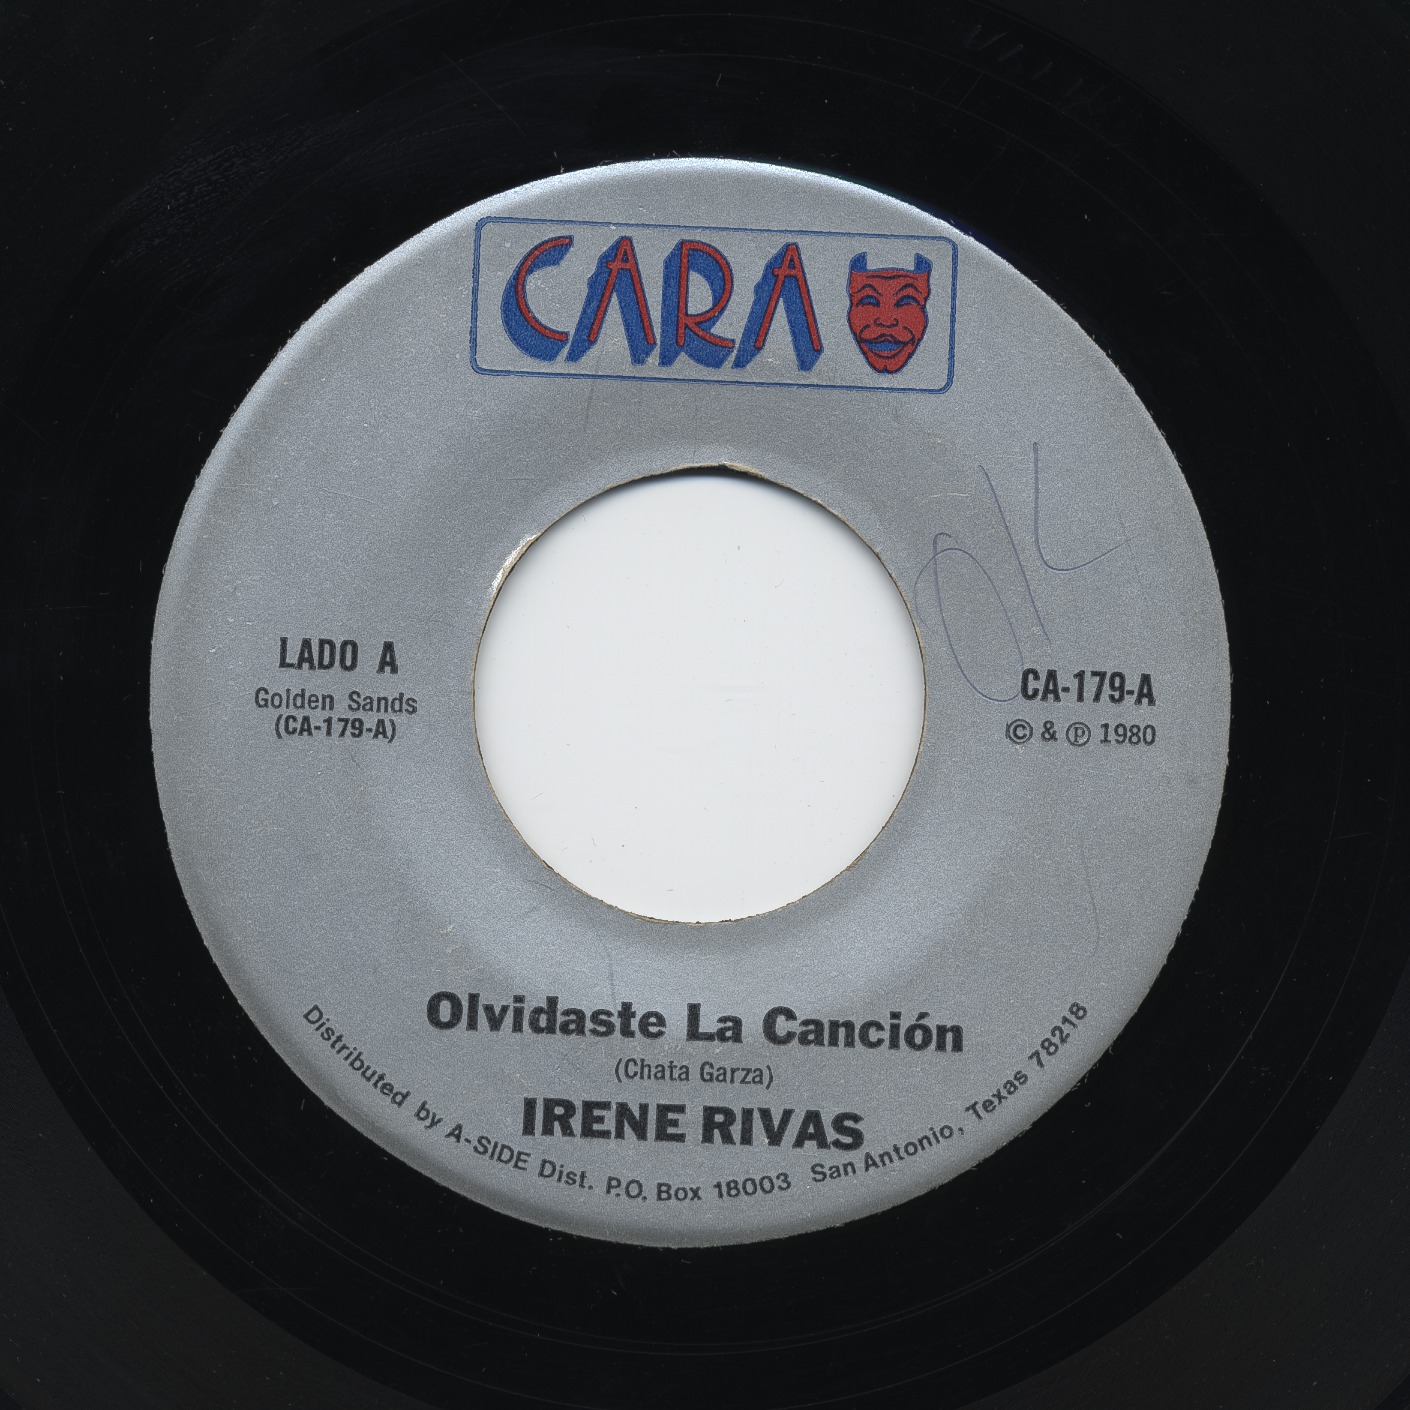 CARA
LADO A
Golden Sands
(CA-179-A)
OK
CA-179-A
© & ℗ 1980
Olvidaste La Canción
(Chata Garza)
IRENE RIVAS
Distributed by A-SIDE Dist. P.O. Box 18003 San Antonio, Texas 78218